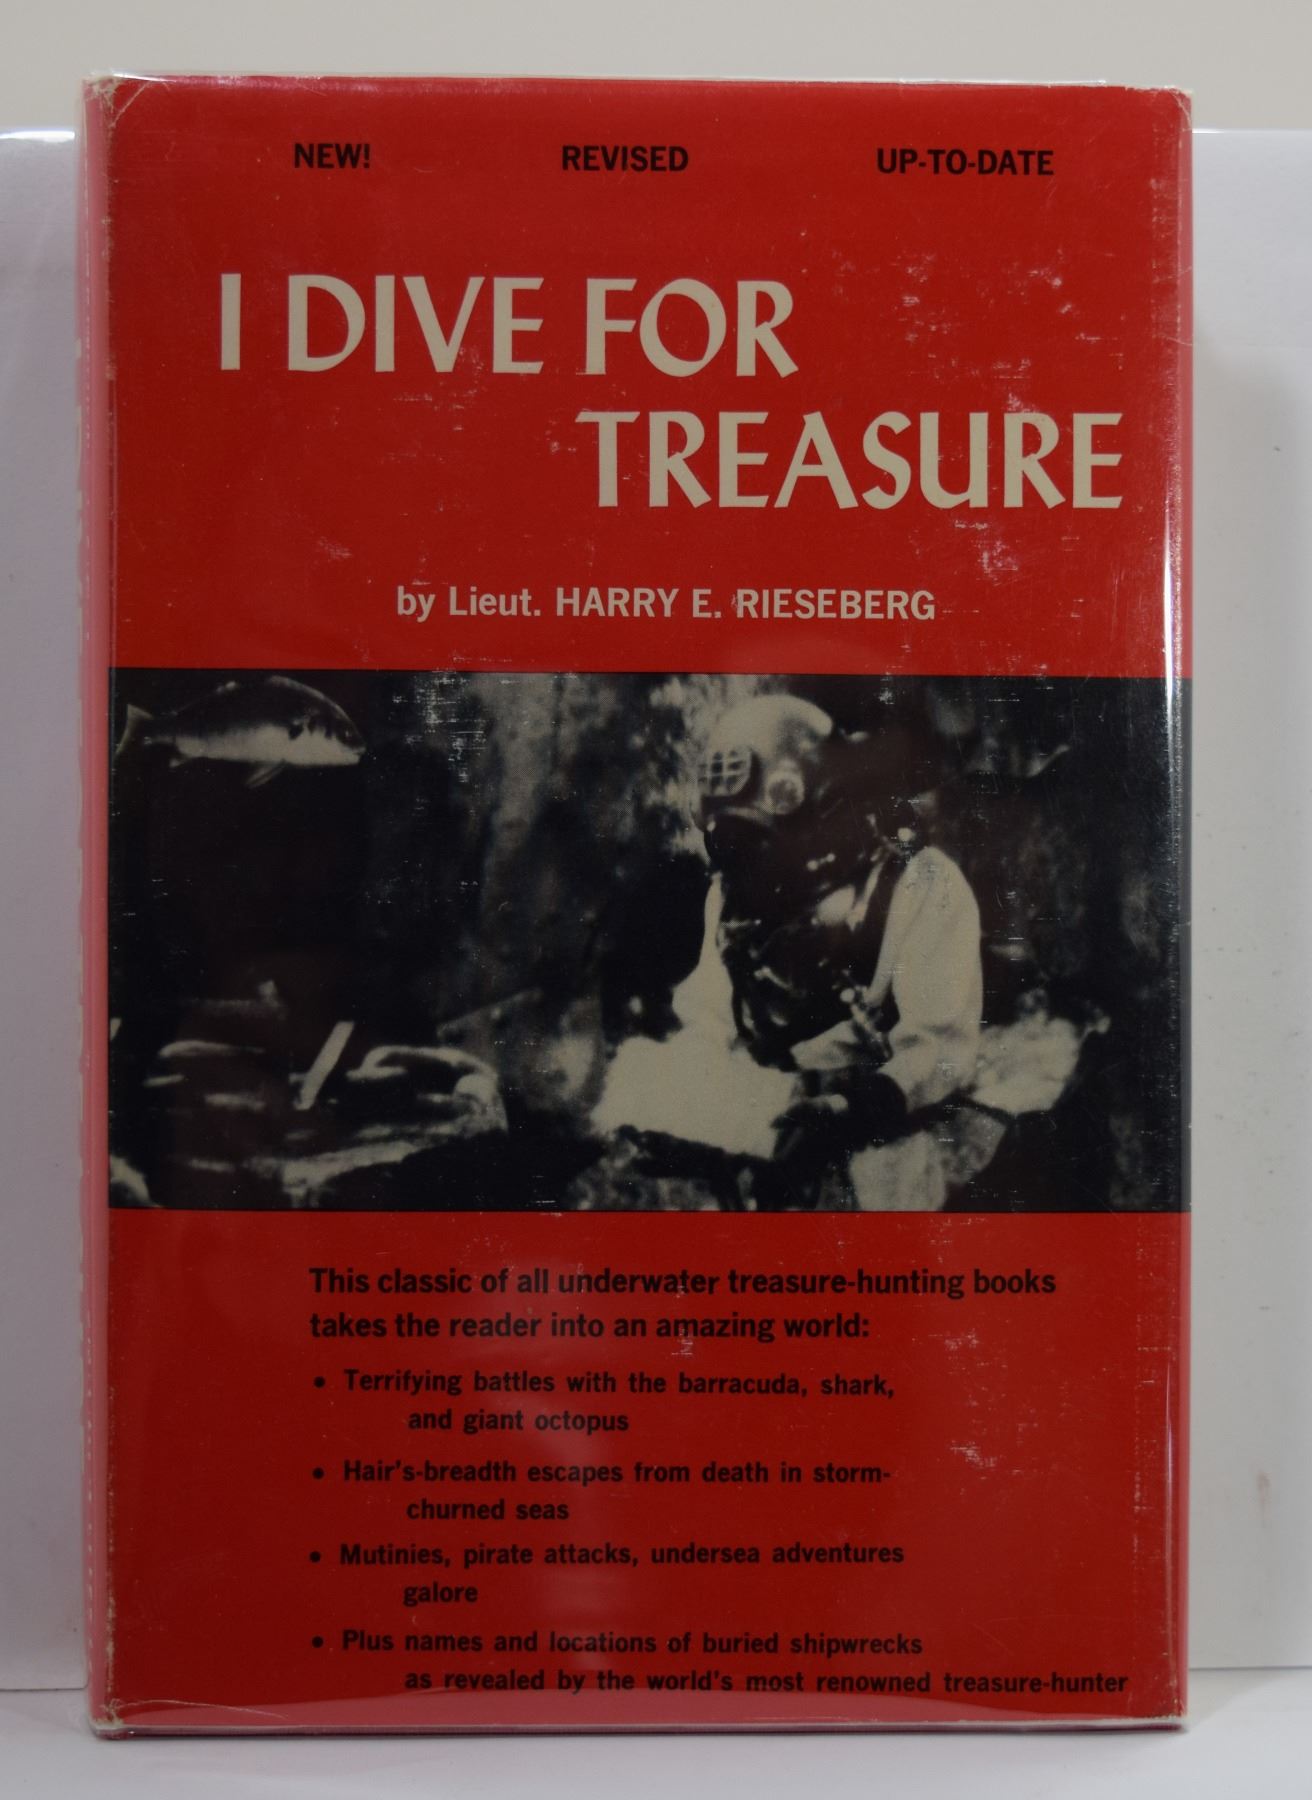 NEW! REVISED UP-TO-DATE
I DIVE FOR
TREASURE
by Lieut. HARRY E. RIESEBERG
This classic of all underwater treasure-hunting books
takes the reader into an amazing world:
• Terrifying battles with the barracuda, shark,
and giant octopus
• Hair's-breadth escapes from death in storm-
churned seas
• Mutinies, pirate attacks, undersea adventures
galore
• Plus names and locations of buried shipwrecks
as revealed by the world's most renowned treasure-hunter